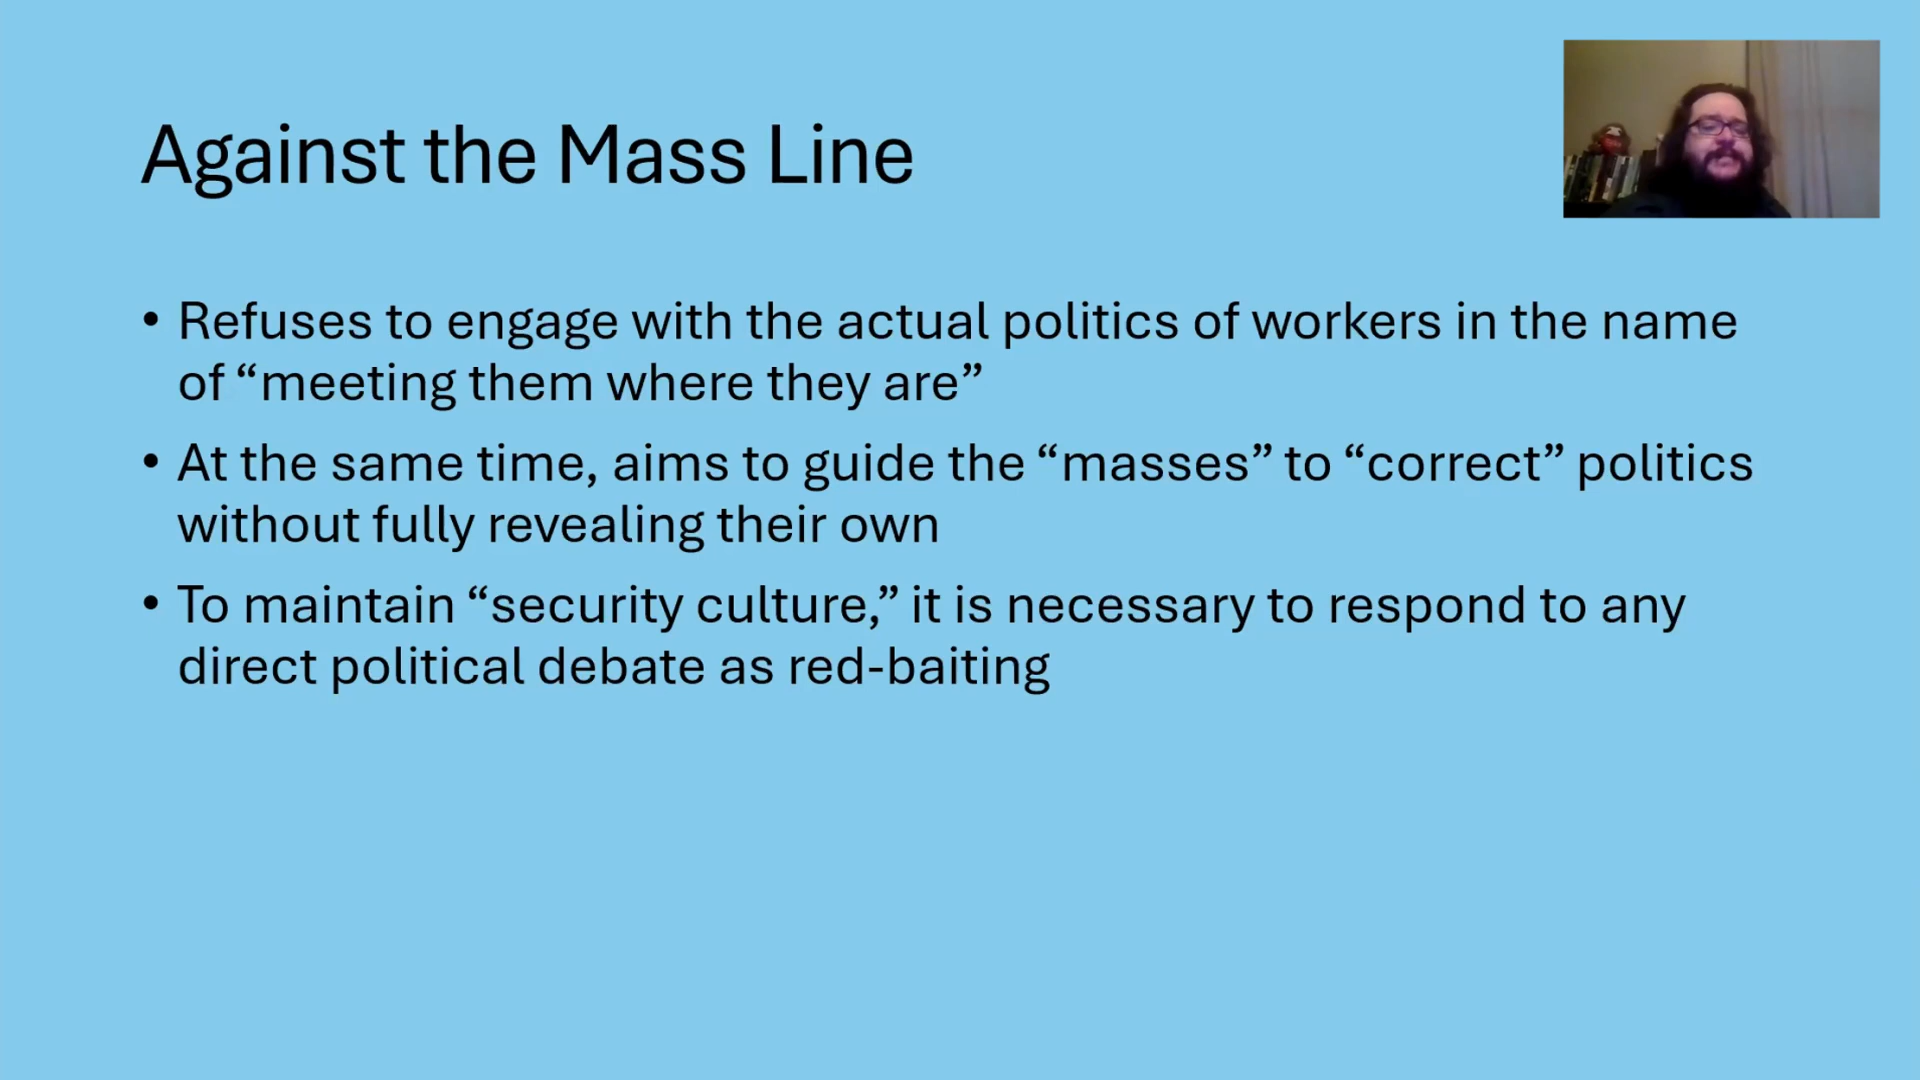 Against the Mass Line
• Refuses to engage with the actual politics of workers in the name
of “meeting them where they are”
• At the same time, aims to guide the “masses” to “correct” politics
without fully revealing their own
• To maintain “security culture,” it is necessary to respond to any
direct political debate as red-baiting